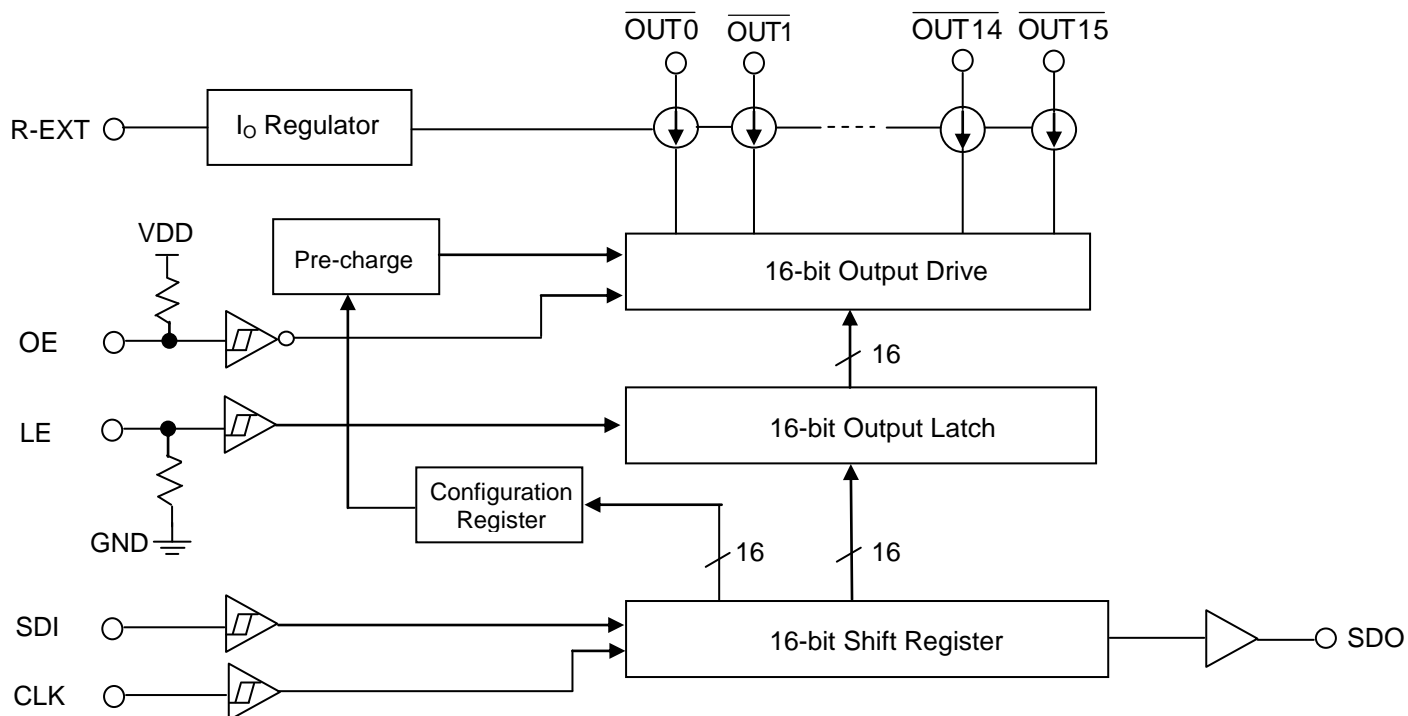 OUT0 OUT1 OUT14 OUT15
R-EXT
IO Regulator
VDD
Pre-charge
16-bit Output Drive
OE
16
LE
16-bit Output Latch
Configuration
Register
GND
16
16
SDI
16-bit Shift Register
SDO
CLK